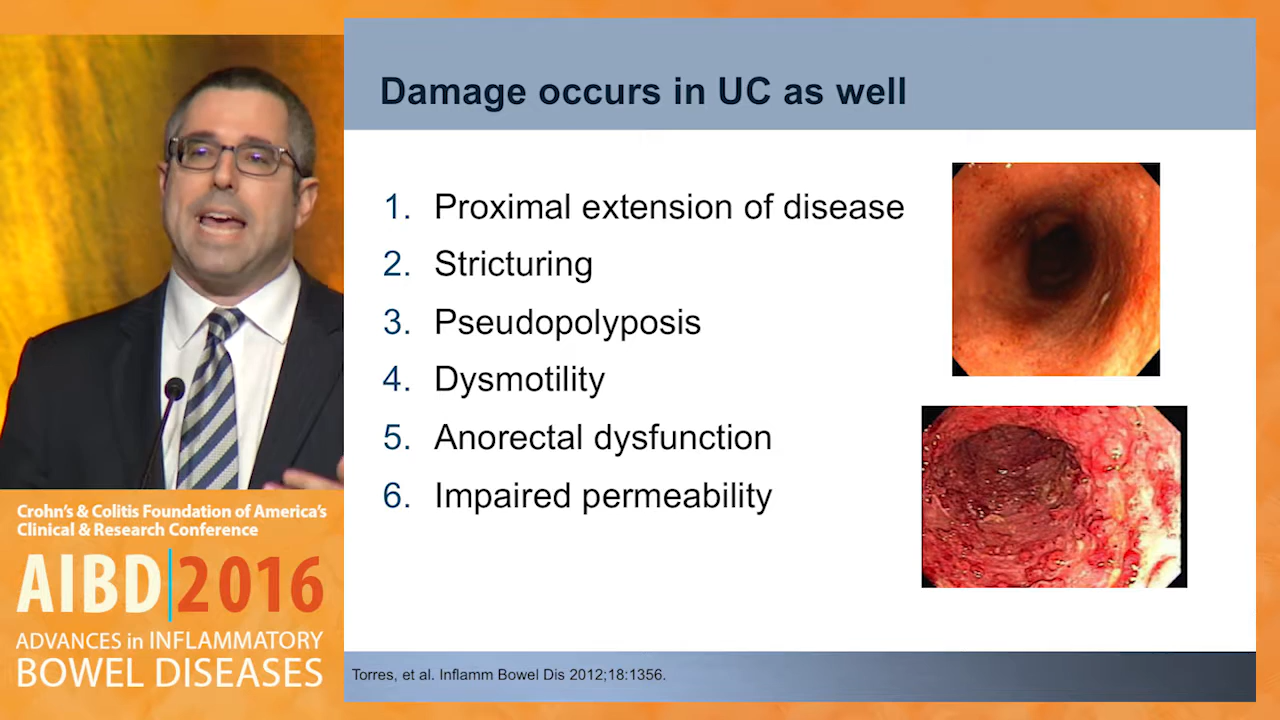 Damage occurs in UC as well
1. Proximal extension of disease
2. Stricturing
3. Pseudopolyposis
4. Dysmotility
5. Anorectal dysfunction
6. Impaired permeability
Torres, et al. Inflamm Bowel Dis 2012;18:1356.
Crohn's & Colitis Foundation of America's
Clinical & Research Conference
AIBD|2016
ADVANCES in INFLAMMATORY
BOWEL DISEASES